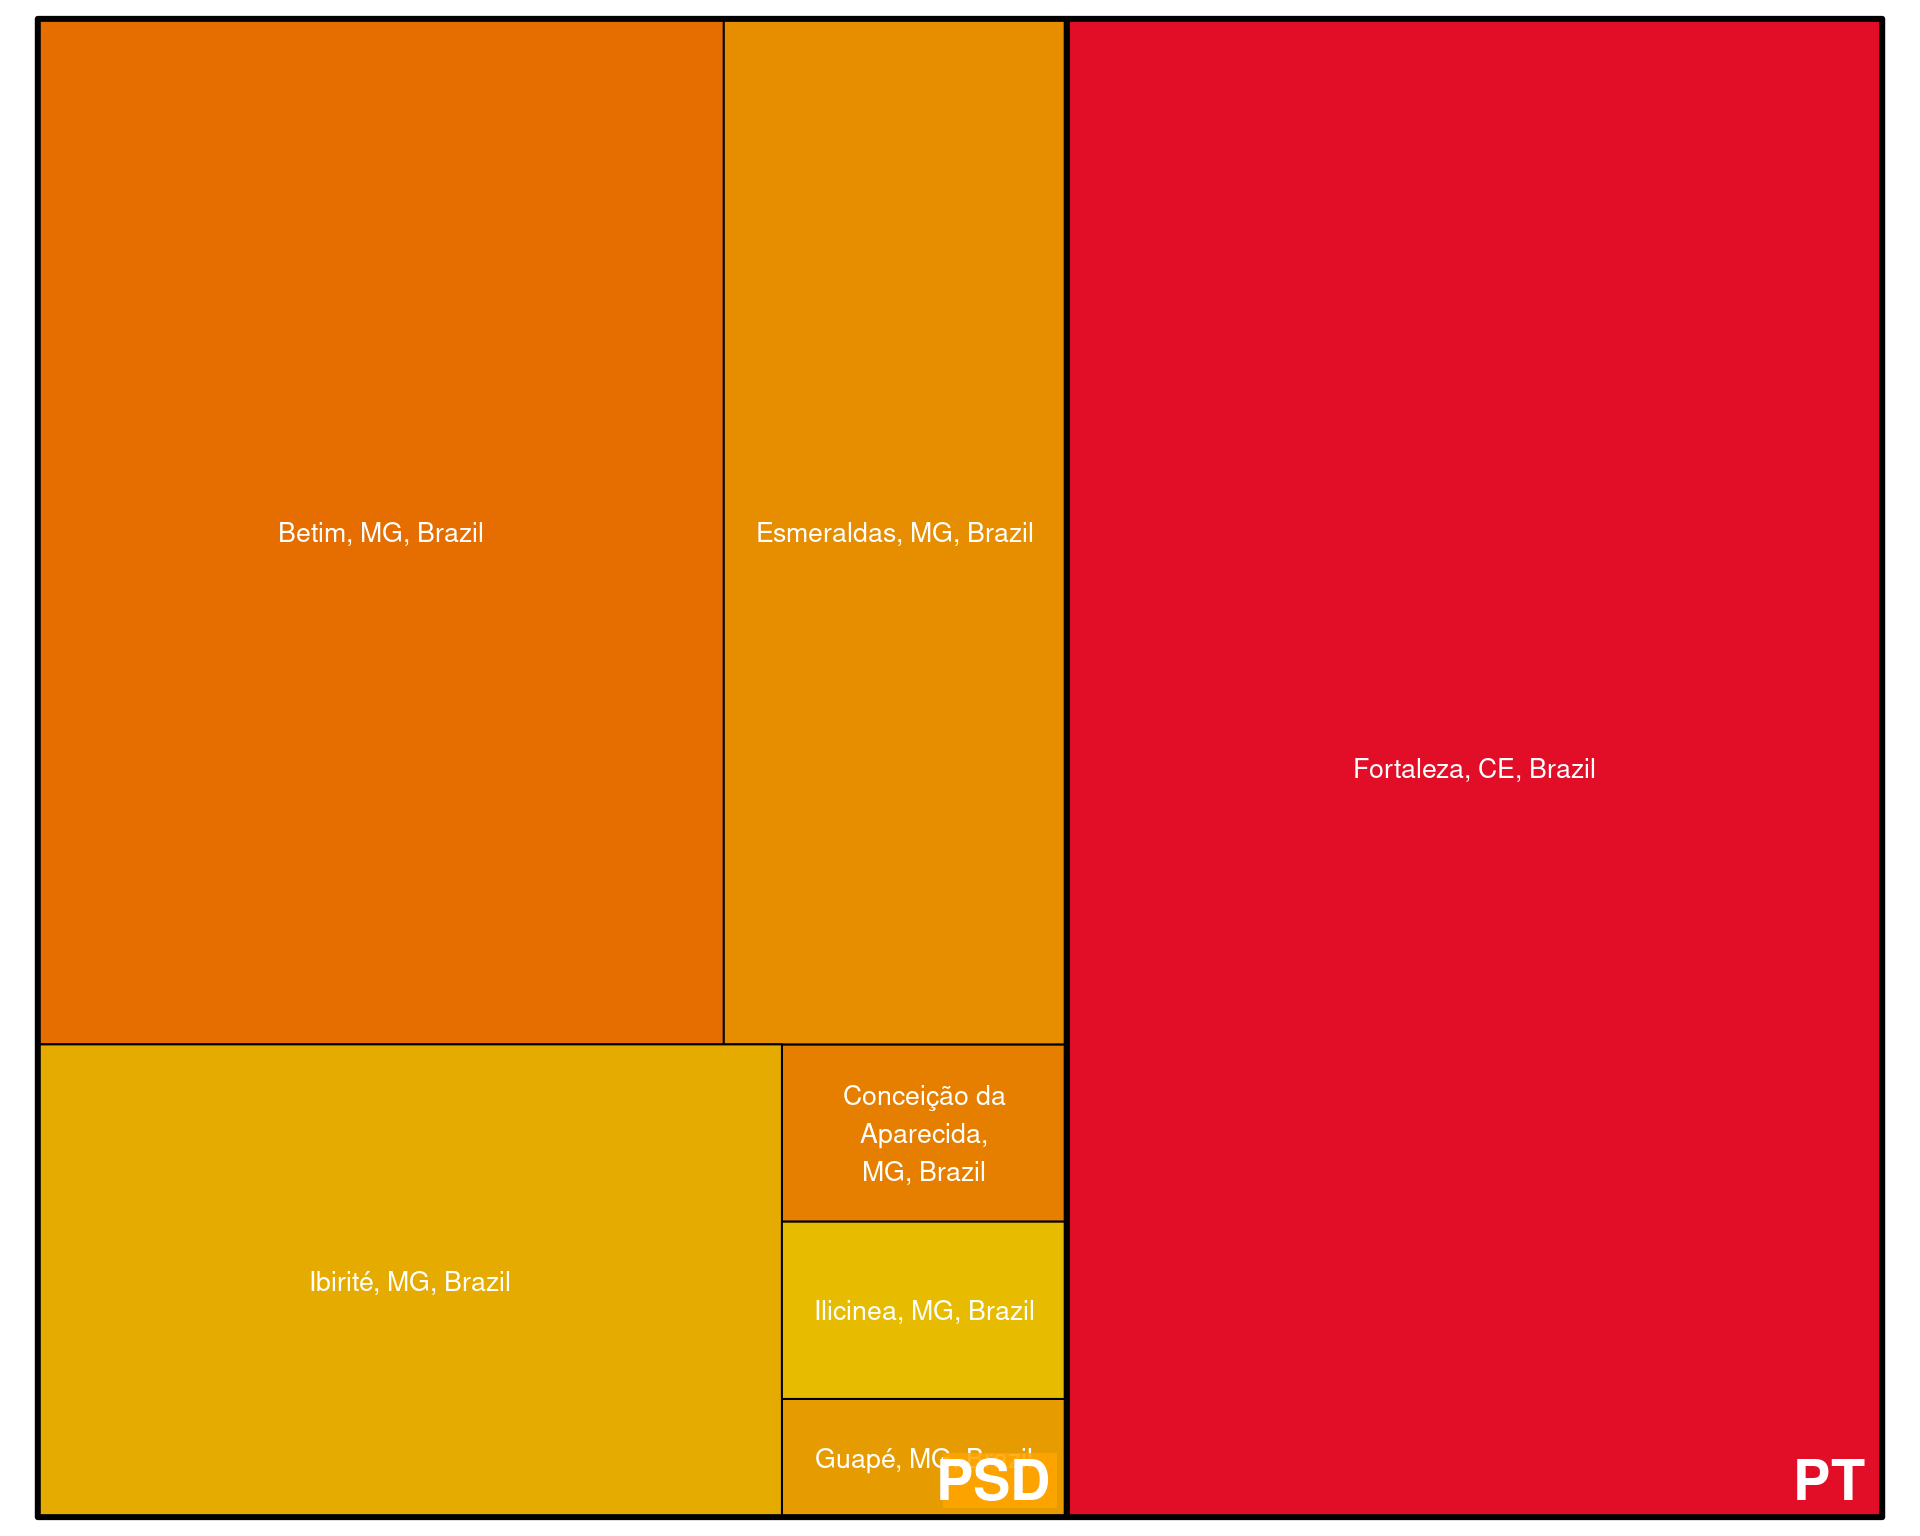 Betim, MG, Brazil
Esmeraldas, MG, Brazil
Fortaleza, CE, Brazil
Conceição da
Aparecida,
MG, Brazil
Ibirité, MG, Brazil
Ilicinea, MG, Brazil
Guapé, MG, Brazil
PSD
PT